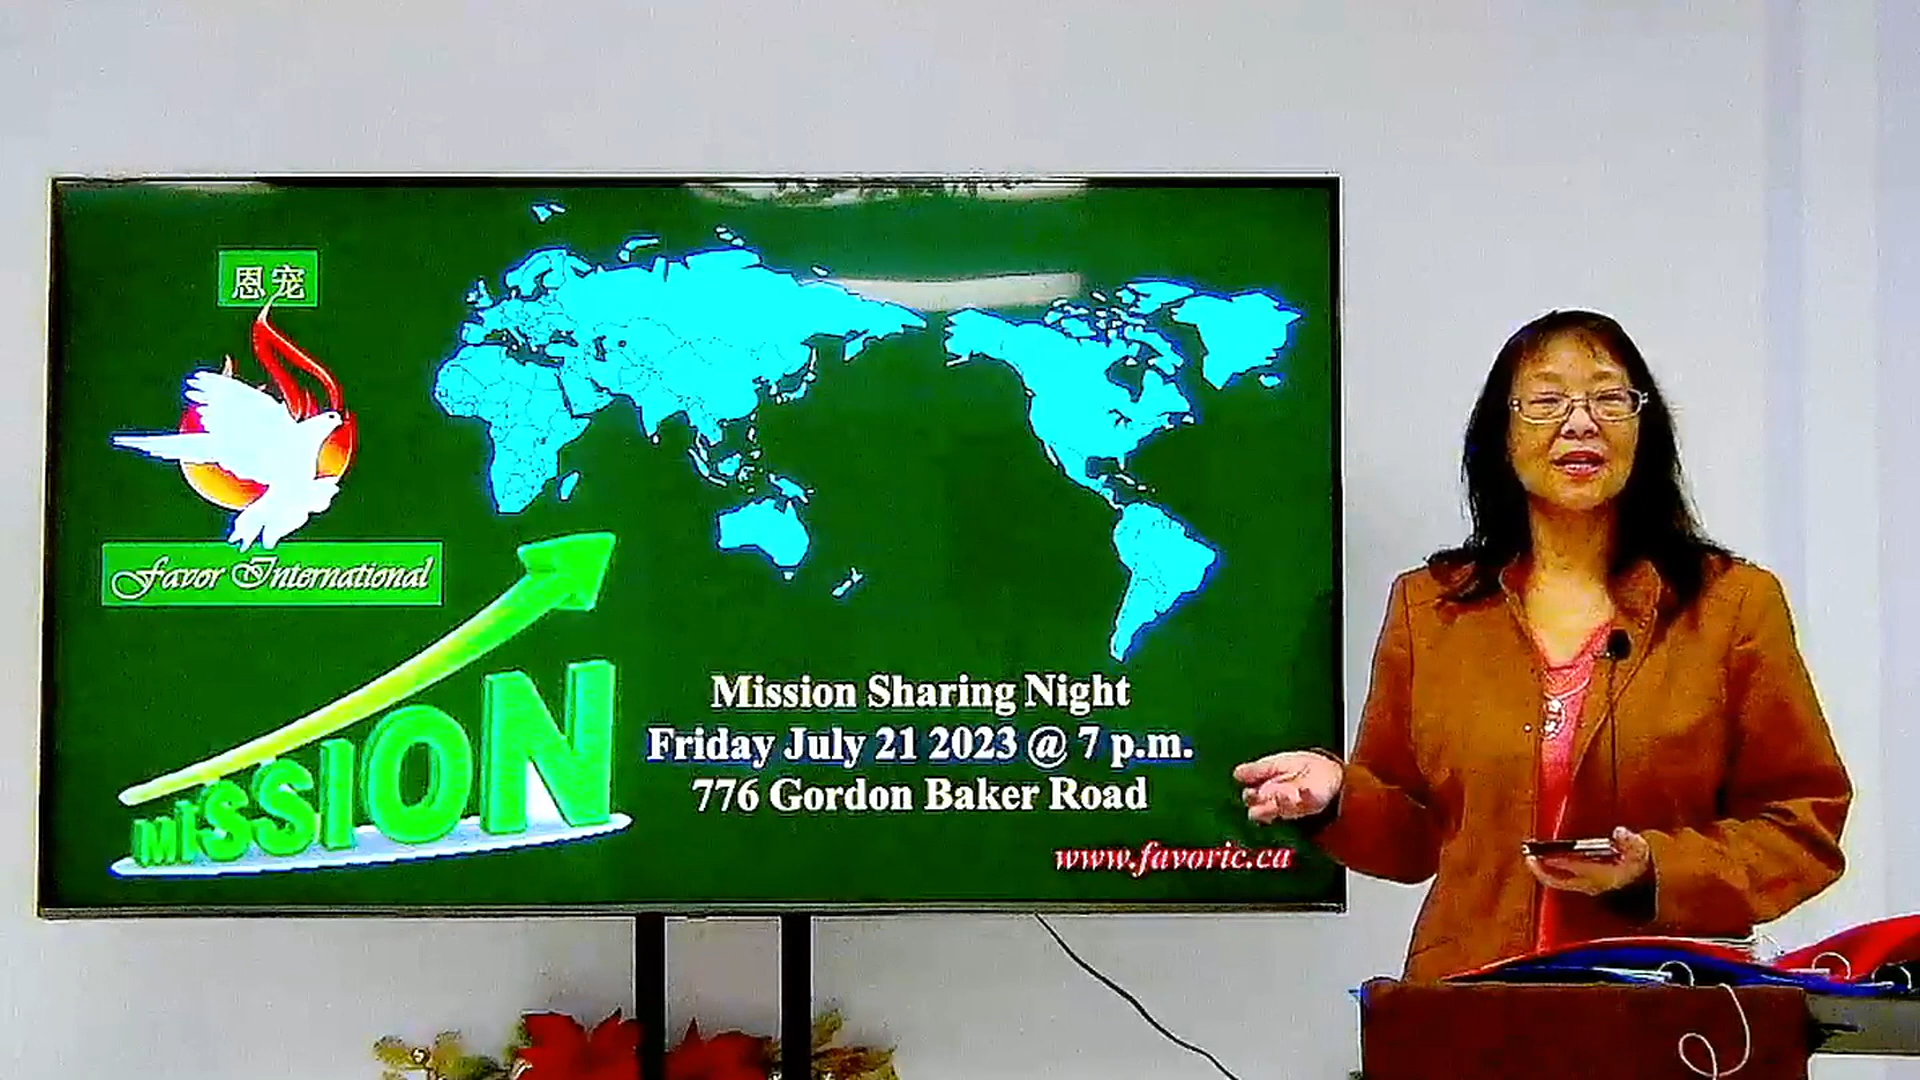 恩宠
Favor International
MISSION
Mission Sharing Night
Friday July 21 2023 @ 7 p.m.
776 Gordon Baker Road
www.favoric.ca